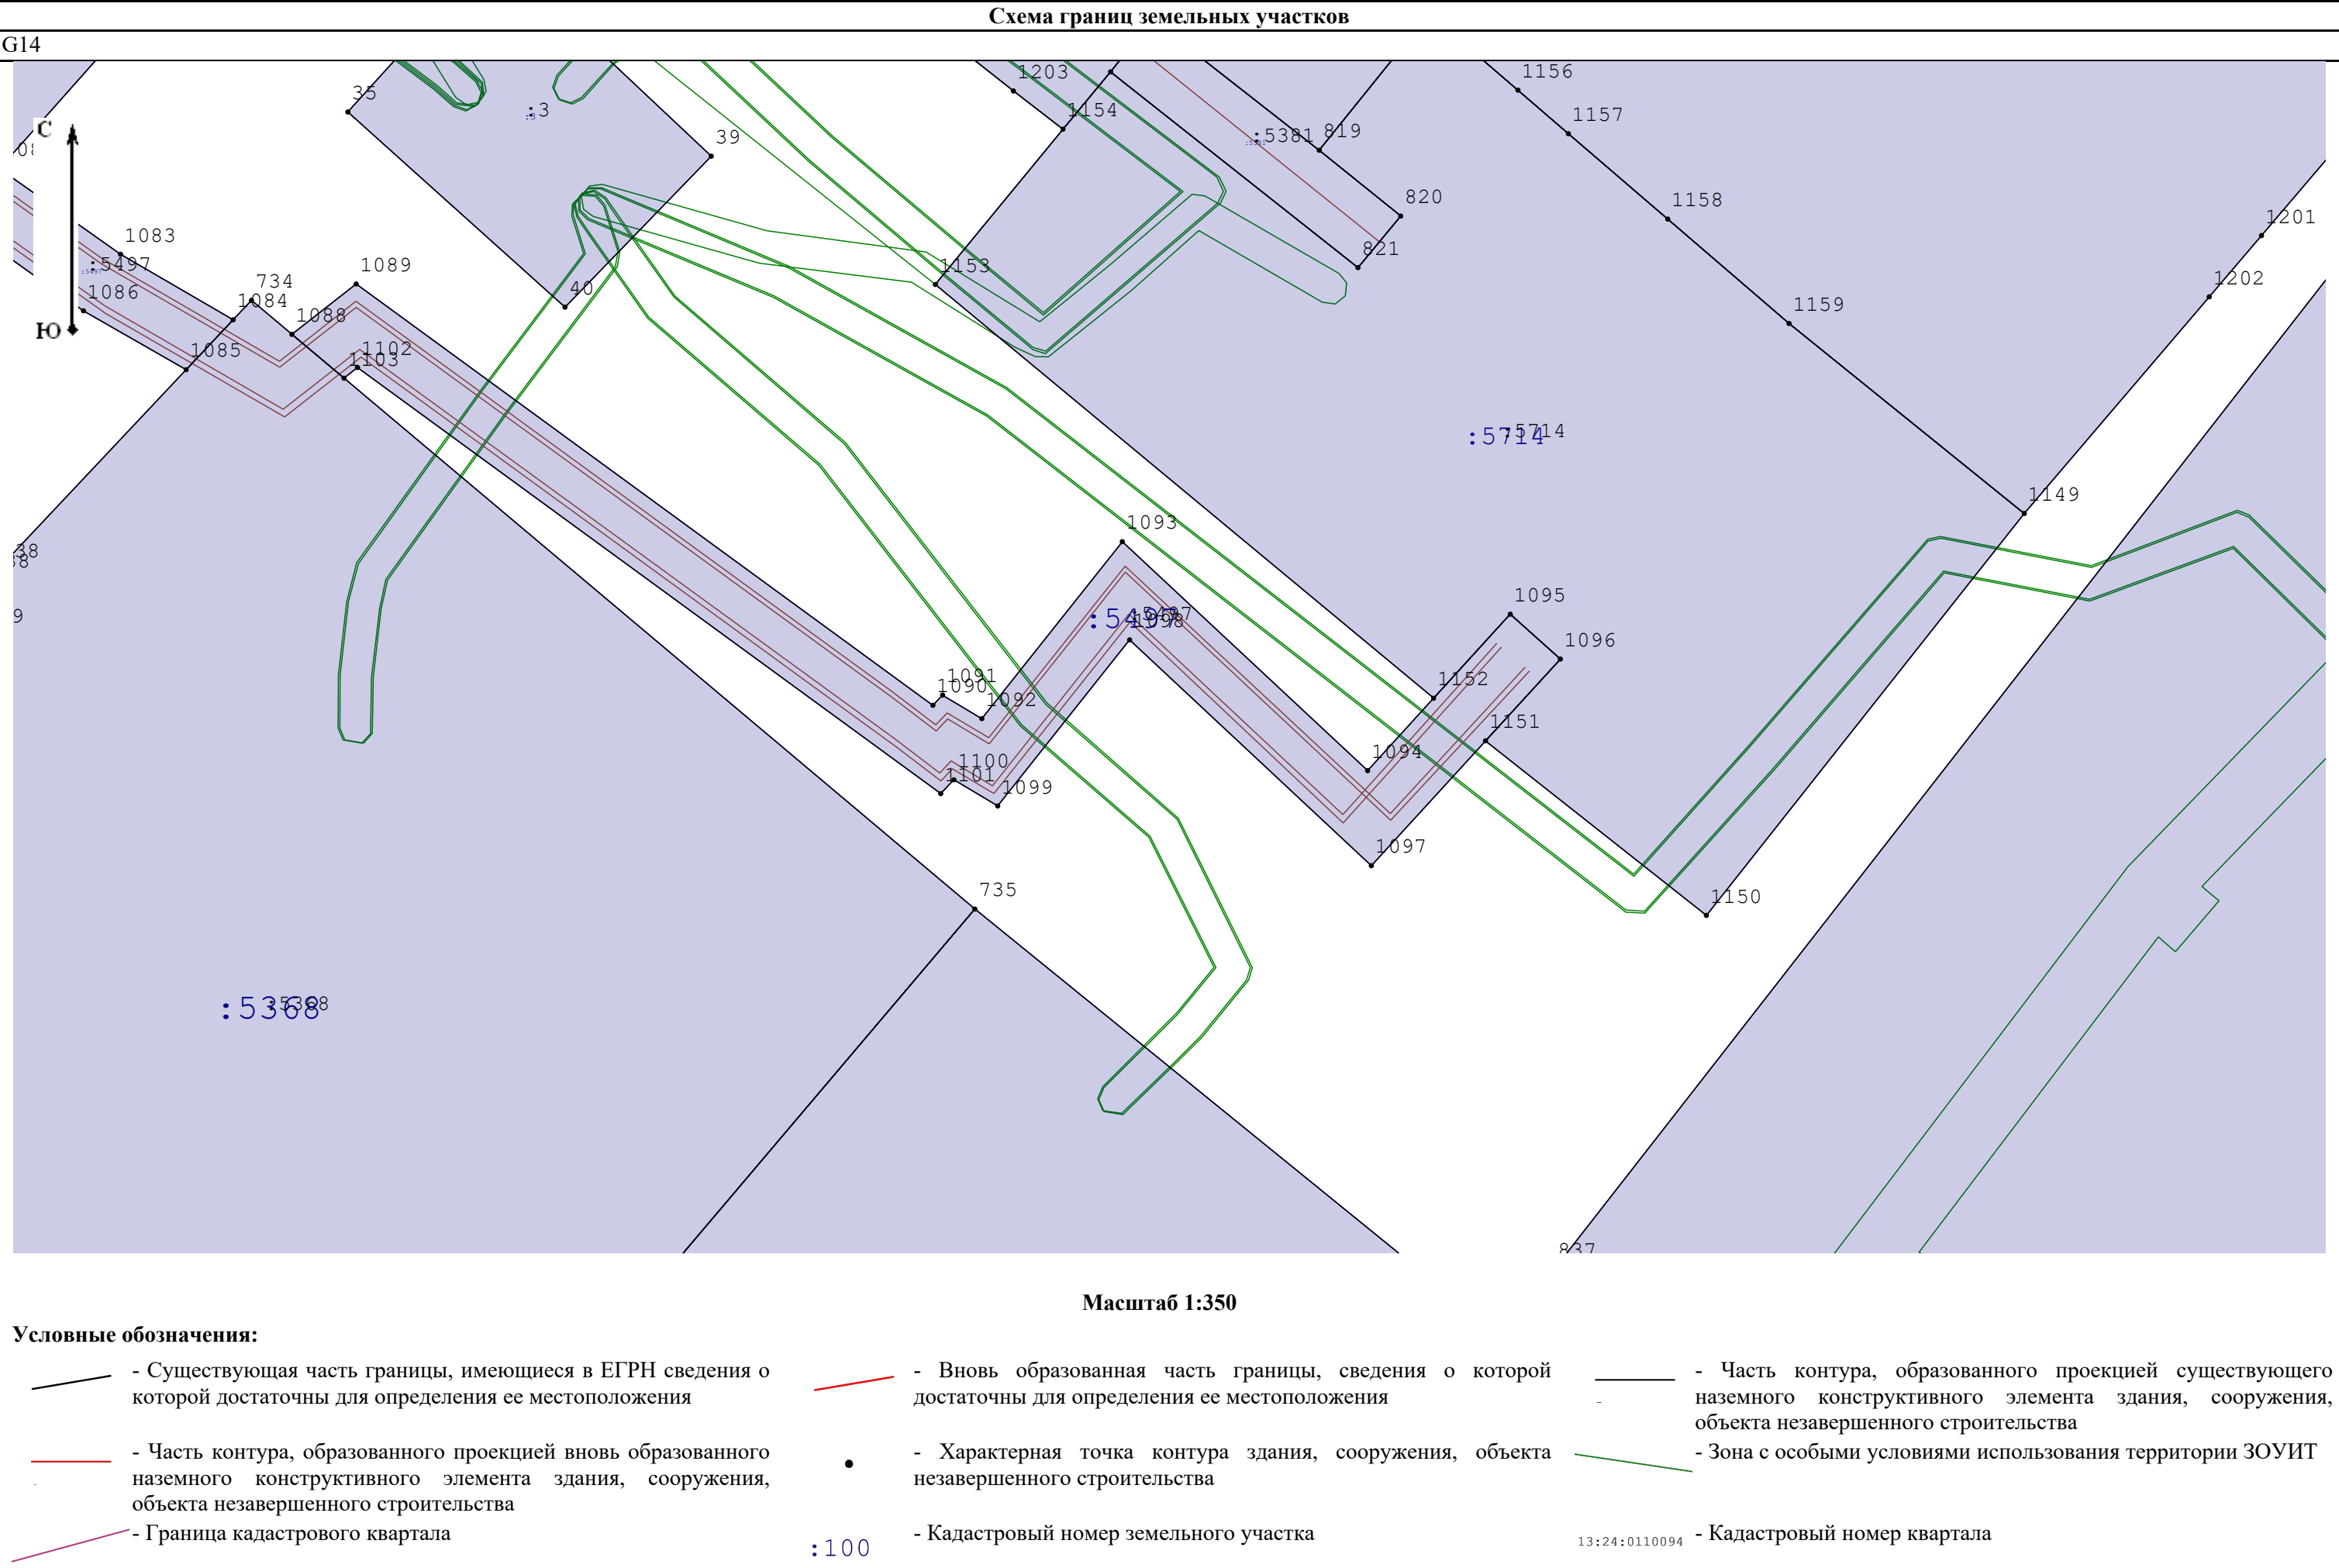 Схема границ земельных участков
G14
1203
1156
35
:3
1154
1157
С
39
:5381
819
820
1158
1201
1083
:5497
734
1089
821
1153
1202
1086
1084
1088
40
1159
Ю
1085
1102
1103
:5714
:5714
1149
1093
38
9
:5497
:5497
1098
1095
1096
1091
1090
1092
1152
1151
1094
1100
1101
1099
1097
735
1150
:5368
:5368
837
Масштаб 1:350
Условные обозначения:
- Существующая часть границы, имеющиеся в ЕГРН сведения о
которой достаточны для определения ее местоположения
- Вновь образованная часть границы, сведения о которой
достаточны для определения ее местоположения
- Часть контура, образованного проекцией существующего
наземного конструктивного элемента здания, сооружения,
объекта незавершенного строительства
- Часть контура, образованного проекцией вновь образованного
наземного конструктивного элемента здания, сооружения,
объекта незавершенного строительства
- Характерная точка контура здания, сооружения, объекта
незавершенного строительства
- Зона с особыми условиями использования территории ЗОУИТ
- Граница кадастрового квартала
:100
- Кадастровый номер земельного участка
13:24:0110094
- Кадастровый номер квартала